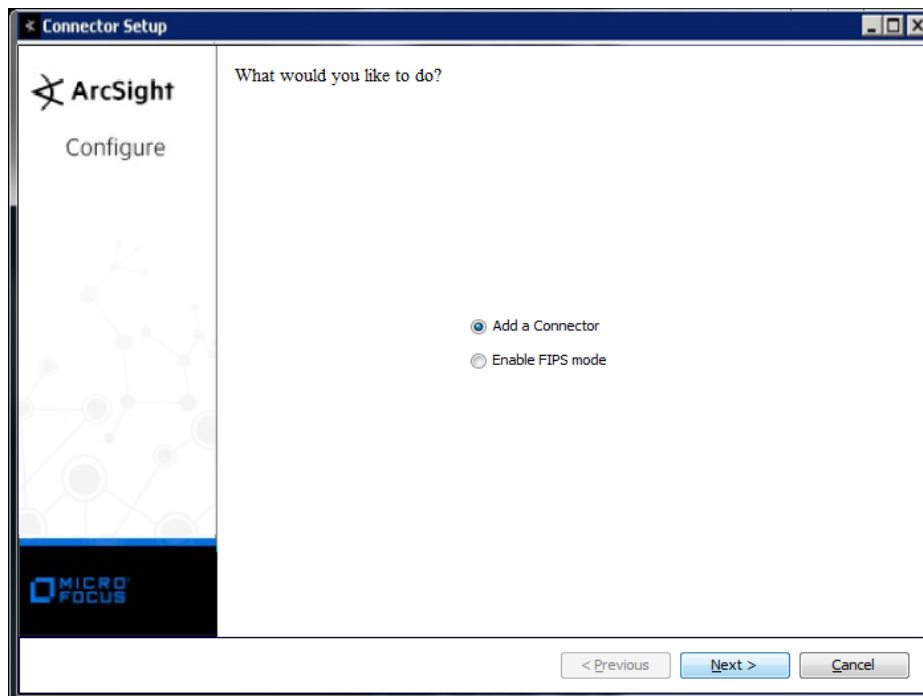 Connector Setup
ArcSight
Configure
What would you like to do?
Add a Connector
Enable FIPS mode
MICRO
FOCUS
< Previous
Next >
Cancel